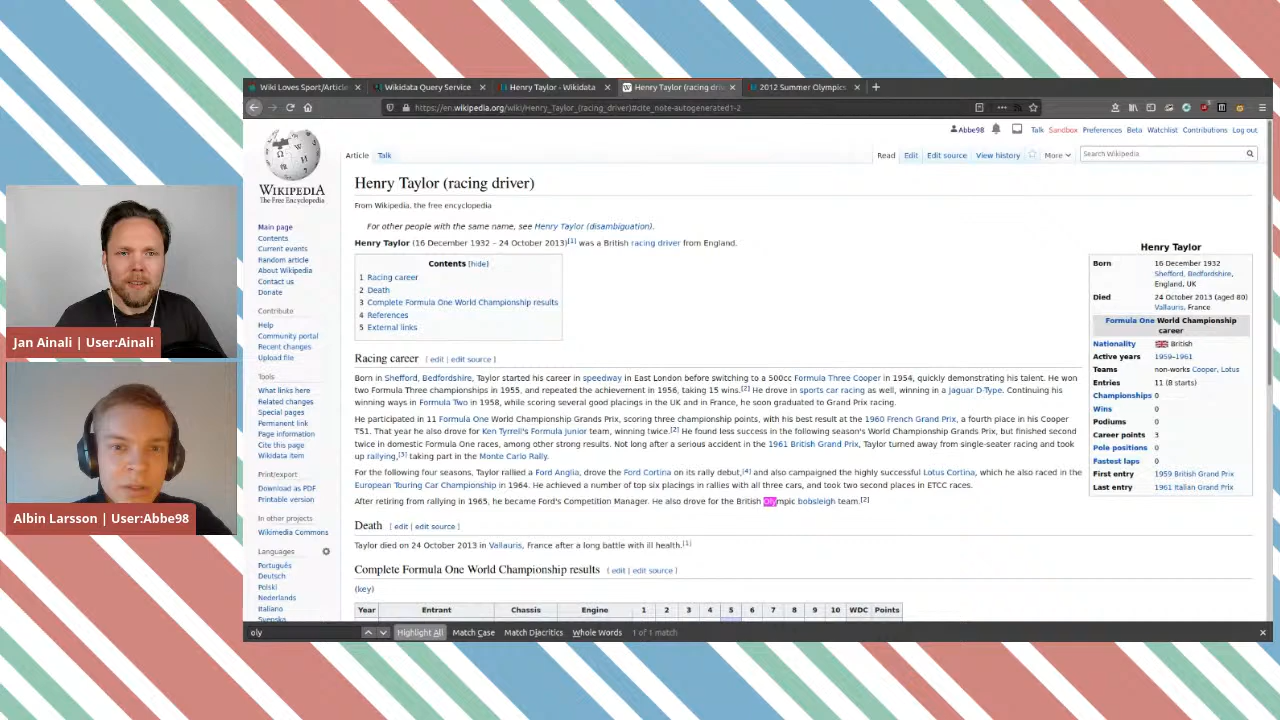 Wiki Loves Sport/Article
Wikidata Query Service
Henry Taylor - Wikidata
Henry Taylor (racing dri
2012 Summer Olympics
https://en.wikipedia.org/wiki/Henry_Taylor_(racing_driver)#cite_note-autogenerated1-2
Abbe98 Talk Sandbox Preferences Beta Watchlist Contributions Log out
Article Talk Read Edit Edit source View history More Search Wikipedia
WIKIPEDIA
The Free Encyclopedia
Main page
Contents
Current events
Random article
About Wikipedia
Contact us
Donate
Contribute
Help
Community portal
Recent changes
Upload file
Tools
What links here
Related changes
Special pages
Permanent link
Page information
Cite this page
Wikidata item
Print/export
Download as PDF
Printable version
In other projects
Wikimedia Commons
Languages
Português
Deutsch
Polski
Nederlands
Italiano
Svenska
Henry Taylor (racing driver)
From Wikipedia, the free encyclopedia
For other people with the same name, see Henry Taylor (disambiguation).
Henry Taylor (16 December 1932 – 24 October 2013)[1] was a British racing driver from England.
Contents [hide]
1 Racing career
2 Death
3 Complete Formula One World Championship results
4 References
5 External links
Racing career [ edit | edit source ]
Born in Shefford, Bedfordshire, Taylor started his career in speedway in East London before switching to a 500cc Formula Three Cooper in 1954, quickly demonstrating his talent. He won
two Formula Three championships in 1955, and repeated the achievement in 1956, taking 15 wins.[2] He drove in sports car racing as well, winning in a Jaguar D-Type. Continuing his
winning ways in Formula Two in 1958, while scoring several good placings in the UK and in France, he soon graduated to Grand Prix racing.
He participated in 11 Formula One World Championship Grands Prix, scoring three championship points, with his best result at the 1960 French Grand Prix, a fourth place in his Cooper
T51. That year he also drove for Ken Tyrrell's Formula Junior team, winning twice.[2] He found less success in the following season's World Championship Grands Prix, but finished second
twice in domestic Formula One races, among other strong results. Not long after a serious accident in the 1961 British Grand Prix, Taylor turned away from single-seater racing and took
up rallying,[3] taking part in the Monte Carlo Rally.
For the following four seasons, Taylor rallied a Ford Anglia, drove the Ford Cortina on its rally debut,[4] and also campaigned the highly successful Lotus Cortina, which he also raced in the
European Touring Car Championship in 1964. He achieved a number of top six placings in rallies with all three cars, and took two second places in ETCC races.
After retiring from rallying in 1965, he became Ford's Competition Manager. He also drove for the British Olympic bobsleigh team.[2]
Death [ edit | edit source ]
Taylor died on 24 October 2013 in Vallauris, France after a long battle with ill health.[1]
Complete Formula One World Championship results [ edit | edit source ]
(key)
Year Entrant Chassis Engine 1 2 3 4 5 6 7 8 9 10 WDC Points
Henry Taylor
Born 16 December 1932
Shefford, Bedfordshire,
England, UK
Died 24 October 2013 (aged 80)
Vallauris, France
Formula One World Championship
career
Nationality British
Active years 1959–1961
Teams non-works Cooper, Lotus
Entries 11 (8 starts)
Championships 0
Wins 0
Podiums 0
Career points 3
Pole positions 0
Fastest laps 0
First entry 1959 British Grand Prix
Last entry 1961 Italian Grand Prix
oly Highlight All Match Case Match Diacritics Whole Words 1 of 1 match
Jan Ainali | User:Ainali
Albin Larsson | User:Abbe98